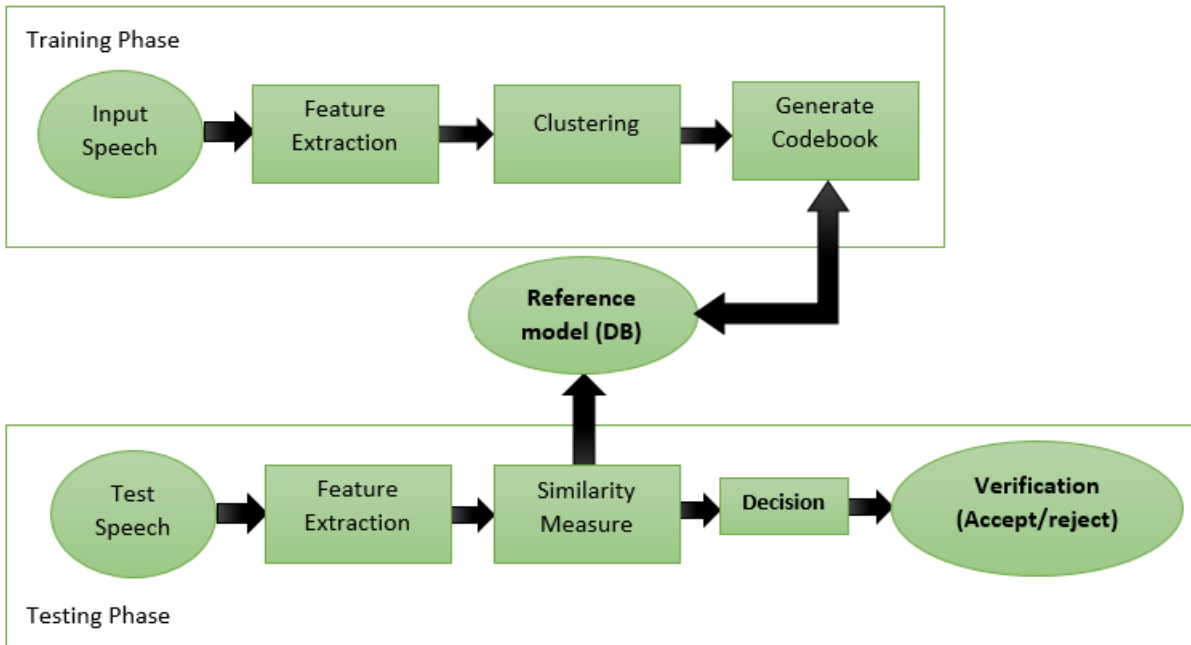 Training Phase
Input
Speech
Feature
Extraction
Clustering
Generate
Codebook
Reference
model (DB)
Test
Speech
Feature
Extraction
Similarity
Measure
Decision
Verification
(Accept/reject)
Testing Phase